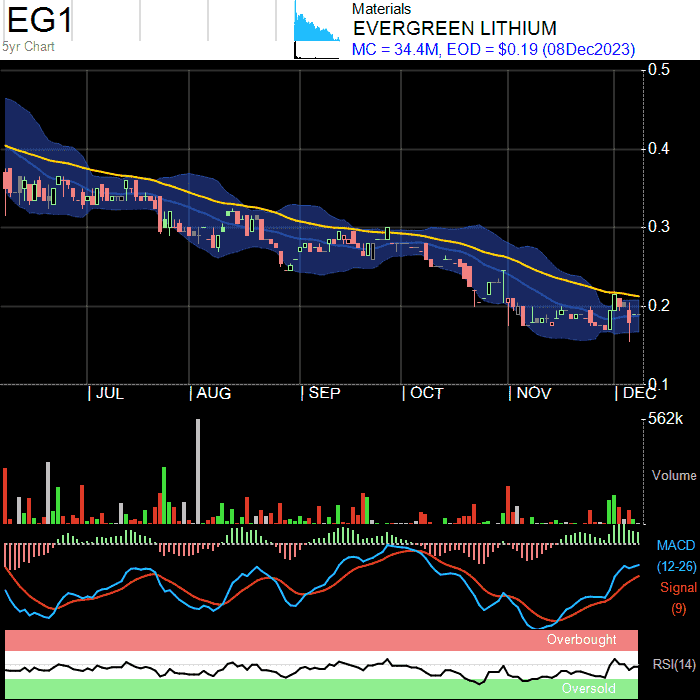 EG1
5yr Chart
Materials
EVERGREEN LITHIUM
MC = 34.4M, EOD = $0.19 (08Dec2023)
0.5
0.4
0.3
0.2
0.1
JUL AUG SEP OCT NOV DEC
562k
Volume
MACD
(12-26)
Signal
(9)
Overbought
RSI(14)
Oversold